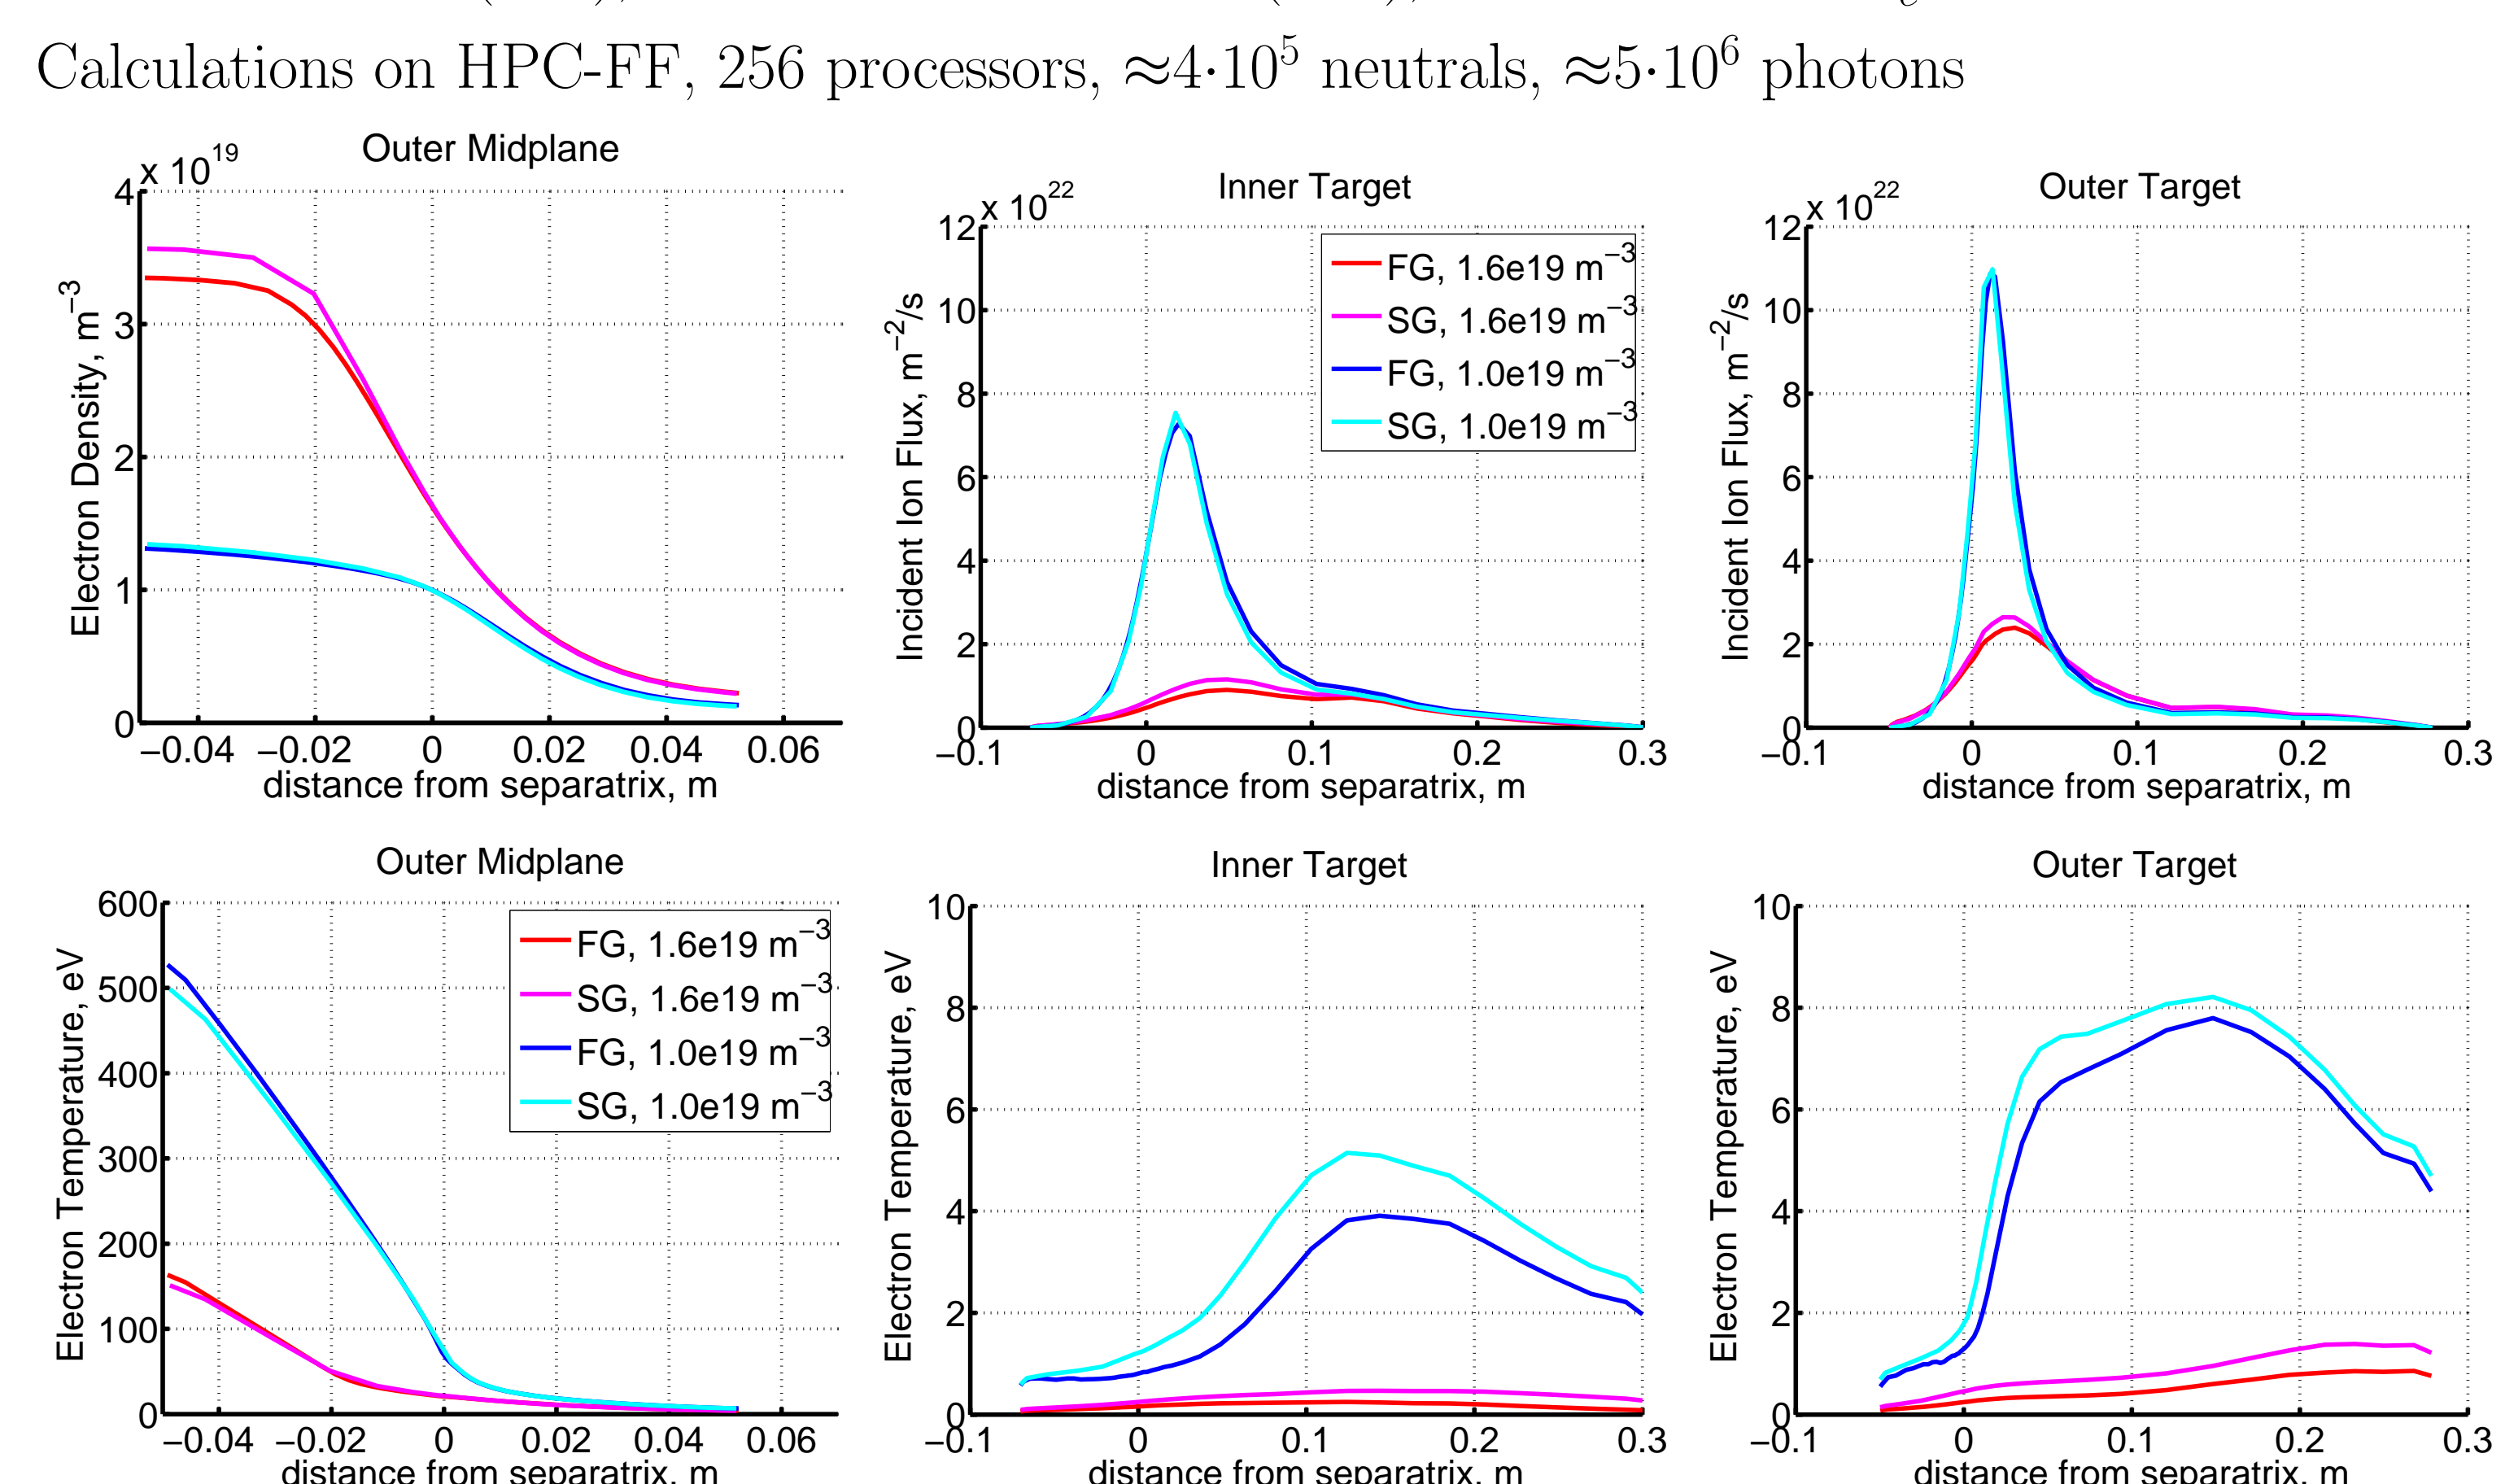 Calculations on HPC-FF, 256 processors, ≈4·10⁵ neutrals, ≈5·10⁶ photons
Outer Midplane
x 10¹⁹
4
3
2
1
0
Electron Density, m⁻³
−0.04 −0.02 0 0.02 0.04 0.06
distance from separatrix, m
Inner Target
x 10²²
12
10
8
6
4
2
0
Incident Ion Flux, m⁻²/s
FG, 1.6e19 m⁻³
SG, 1.6e19 m⁻³
FG, 1.0e19 m⁻³
SG, 1.0e19 m⁻³
−0.1 0 0.1 0.2 0.3
distance from separatrix, m
Outer Target
x 10²²
12
10
8
6
4
2
0
Incident Ion Flux, m⁻²/s
−0.1 0 0.1 0.2 0.3
distance from separatrix, m
Outer Midplane
600
500
400
300
200
100
0
Electron Temperature, eV
FG, 1.6e19 m⁻³
SG, 1.6e19 m⁻³
FG, 1.0e19 m⁻³
SG, 1.0e19 m⁻³
−0.04 −0.02 0 0.02 0.04 0.06
distance from separatrix, m
Inner Target
10
8
6
4
2
0
Electron Temperature, eV
−0.1 0 0.1 0.2 0.3
distance from separatrix, m
Outer Target
10
8
6
4
2
0
Electron Temperature, eV
−0.1 0 0.1 0.2 0.3
distance from separatrix, m